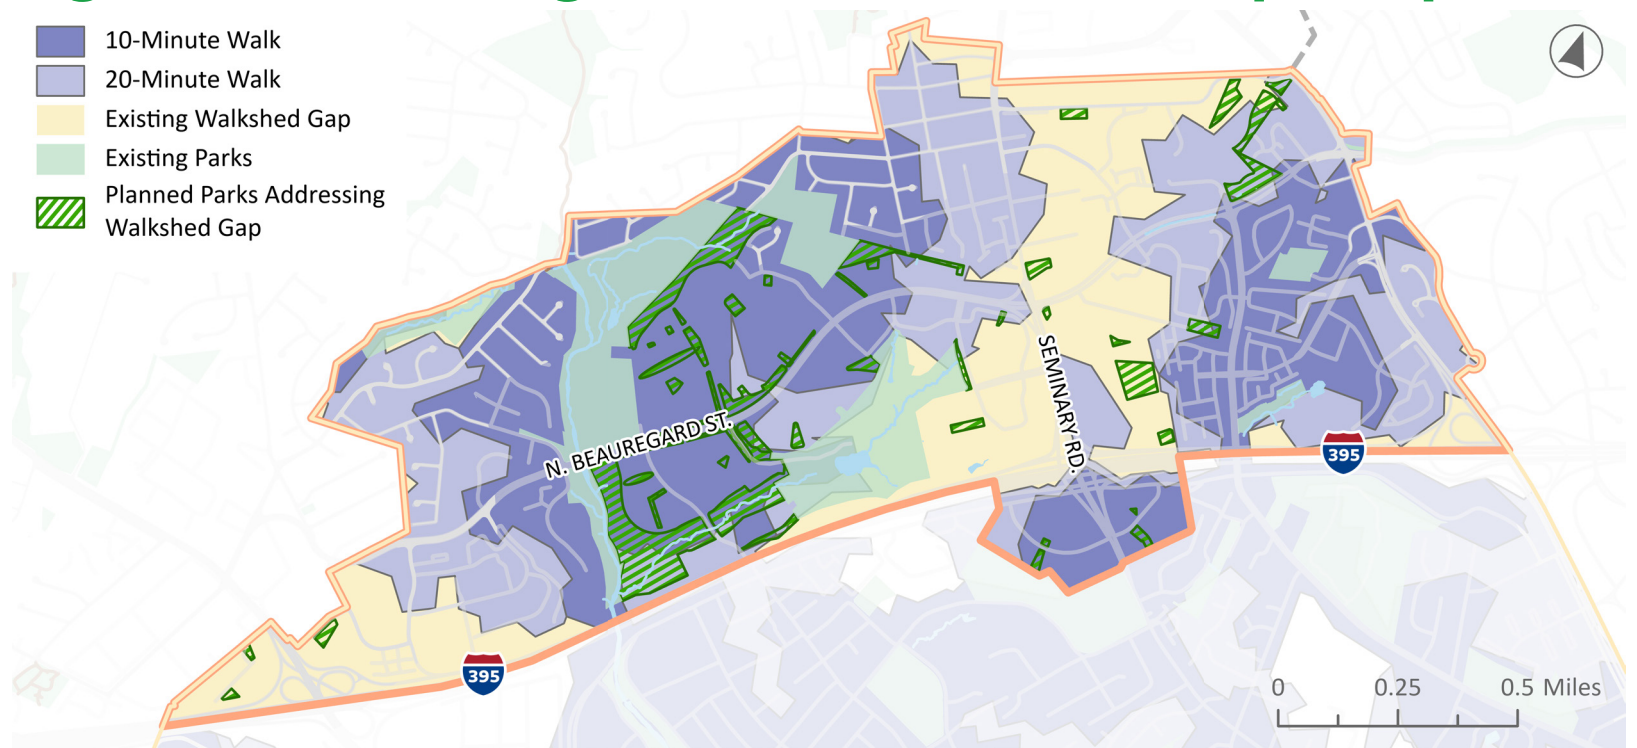 10-Minute Walk
20-Minute Walk
Existing Walkshed Gap
Existing Parks
Planned Parks Addressing
Walkshed Gap
N. BEAUREGARD ST.
SEMINARY RD.
395
395
0 0.25 0.5 Miles